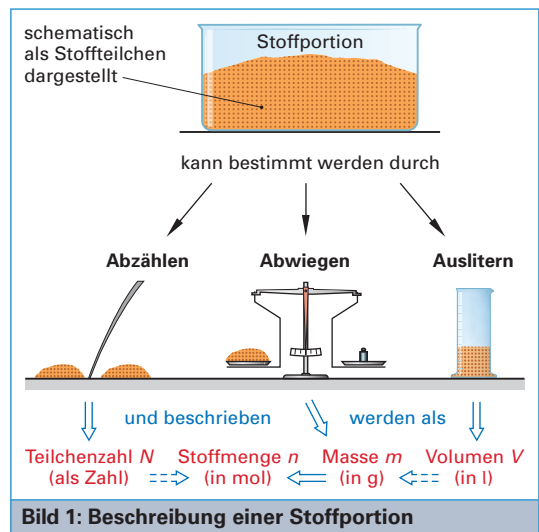 schematisch
als Stoffteilchen
dargestellt
Stoffportion
kann bestimmt werden durch
Abzählen Abwiegen Auslitern
und beschrieben werden als
Teilchenzahl N Stoffmenge n Masse m Volumen V
(als Zahl) (in mol) (in g) (in l)
Bild 1: Beschreibung einer Stoffportion